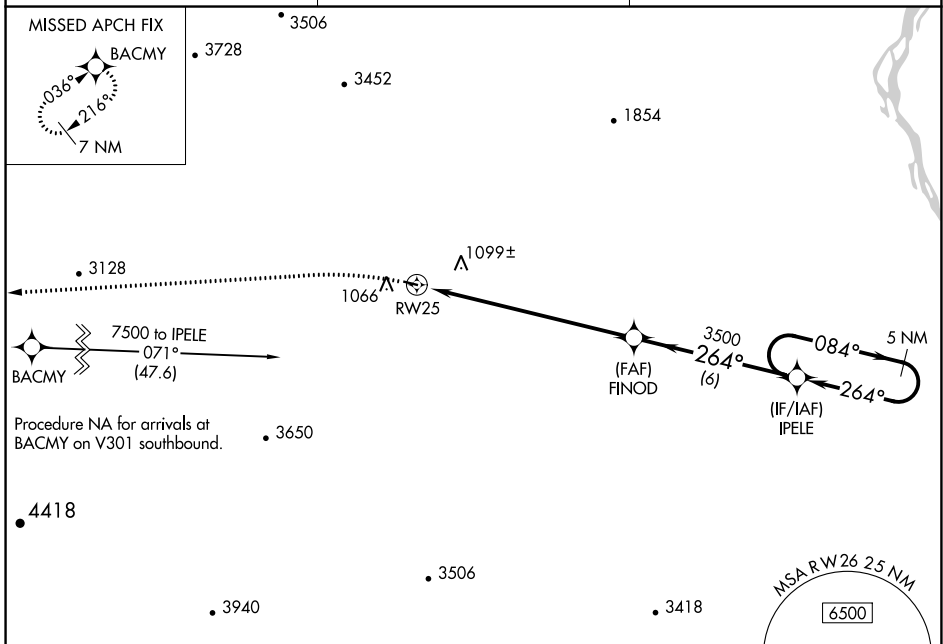 MISSED APCH FIX
BACMY
036°
216°
7 NM
3506
3728
3452
1854
3128
1099±
1066
RW25
7500 to IPELE
071°
(47.6)
BACMY
3500
264°
(6)
(FAF)
FINOD
084°
5 NM
264°
(IF/IAF)
IPELE
Procedure NA for arrivals at
BACMY on V301 southbound.
3650
4418
3506
3940
3418
MSA RW26 25 NM
6500